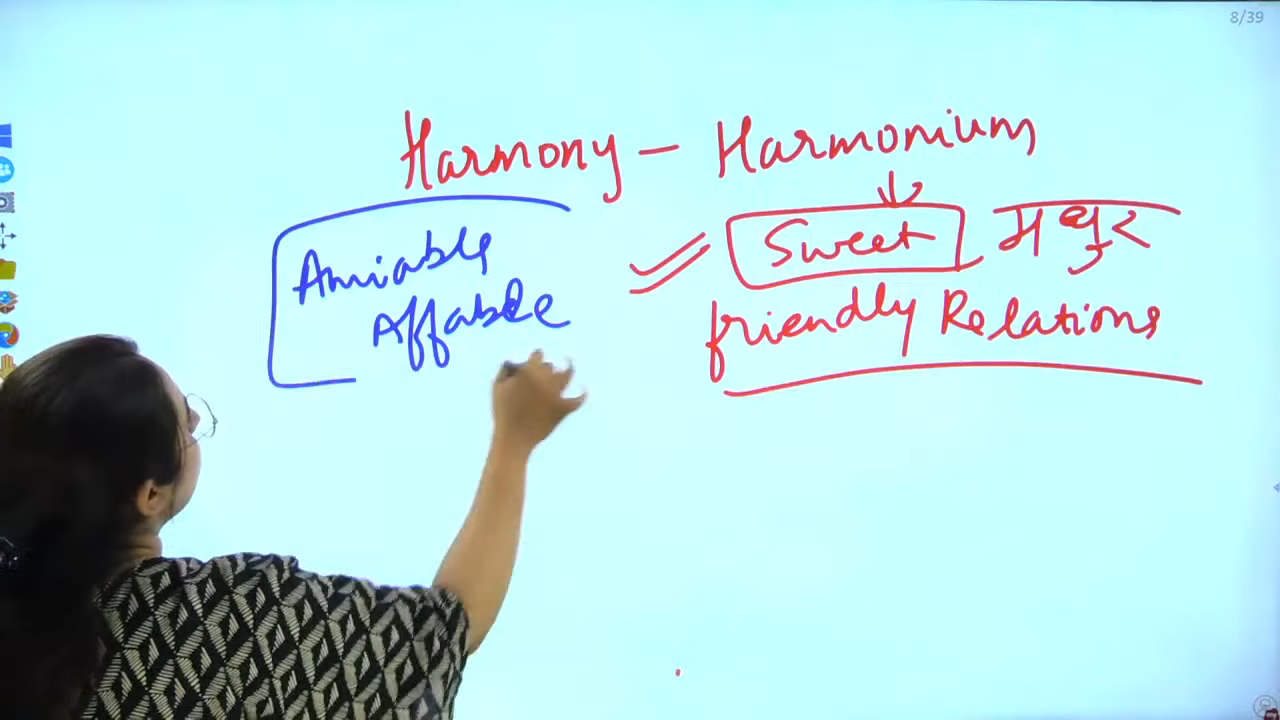 8/39
Harmony - Harmonium
Sweet मधुर
friendly Relations
Amiable
Affable